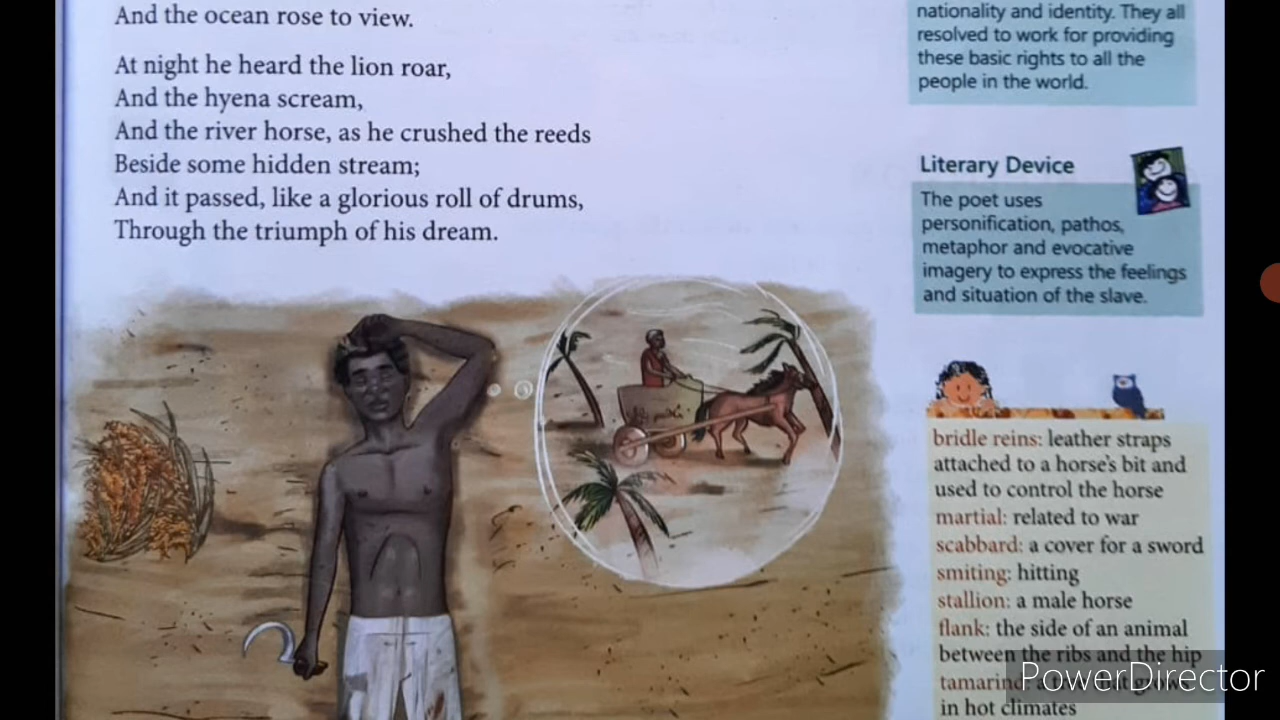 And the ocean rose to view.
At night he heard the lion roar,
And the hyena scream,
And the river horse, as he crushed the reeds
Beside some hidden stream;
And it passed, like a glorious roll of drums,
Through the triumph of his dream.
nationality and identity. They all
resolved to work for providing
these basic rights to all the
people in the world.
Literary Device
The poet uses
personification, pathos,
metaphor and evocative
imagery to express the feelings
and situation of the slave.
bridle reins: leather straps
attached to a horse's bit and
used to control the horse
martial: related to war
scabbard: a cover for a sword
smiting: hitting
stallion: a male horse
flank: the side of an animal
between the ribs and the hip
tamarind: a tree that grows
in hot climates
PowerDirector